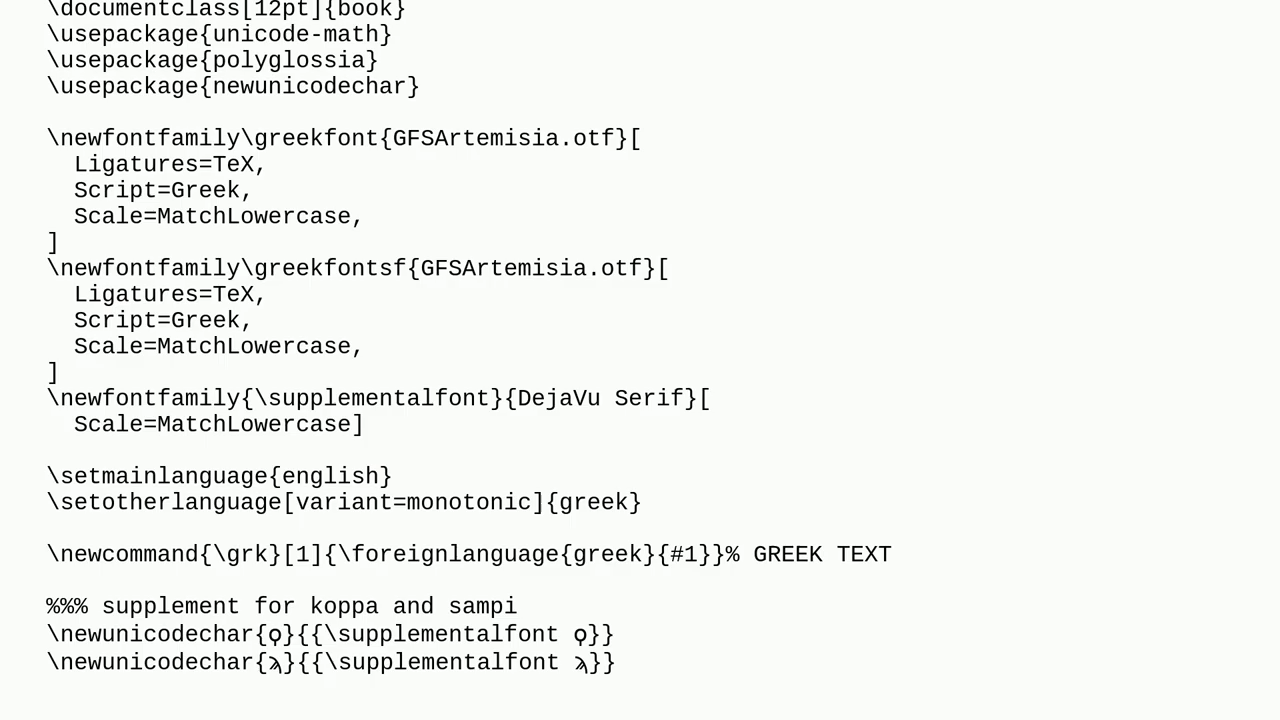 \documentclass[12pt]{book}
\usepackage{unicode-math}
\usepackage{polyglossia}
\usepackage{newunicodechar}
\newfontfamily\greekfont{GFSArtemisia.otf}[
  Ligatures=TeX,
  Script=Greek,
  Scale=MatchLowercase,
]
\newfontfamily\greekfontsf{GFSArtemisia.otf}[
  Ligatures=TeX,
  Script=Greek,
  Scale=MatchLowercase,
]
\newfontfamily{\supplementalfont}{DejaVu Serif}[
  Scale=MatchLowercase]
\setmainlanguage{english}
\setotherlanguage[variant=monotonic]{greek}
\newcommand{\grk}[1]{\foreignlanguage{greek}{#1}}% GREEK TEXT
%%% supplement for koppa and sampi
\newunicodechar{ϙ}{{\supplementalfont ϙ}}
\newunicodechar{ϡ}{{\supplementalfont ϡ}}